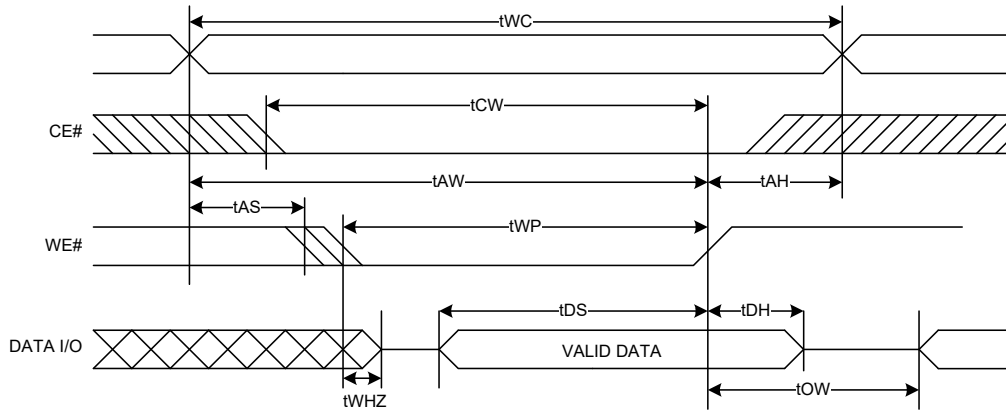 tWC
tCW
CE#
tAW
tAH
tAS
tWP
WE#
tDS
tDH
DATA I/O
VALID DATA
tWHZ
tOW